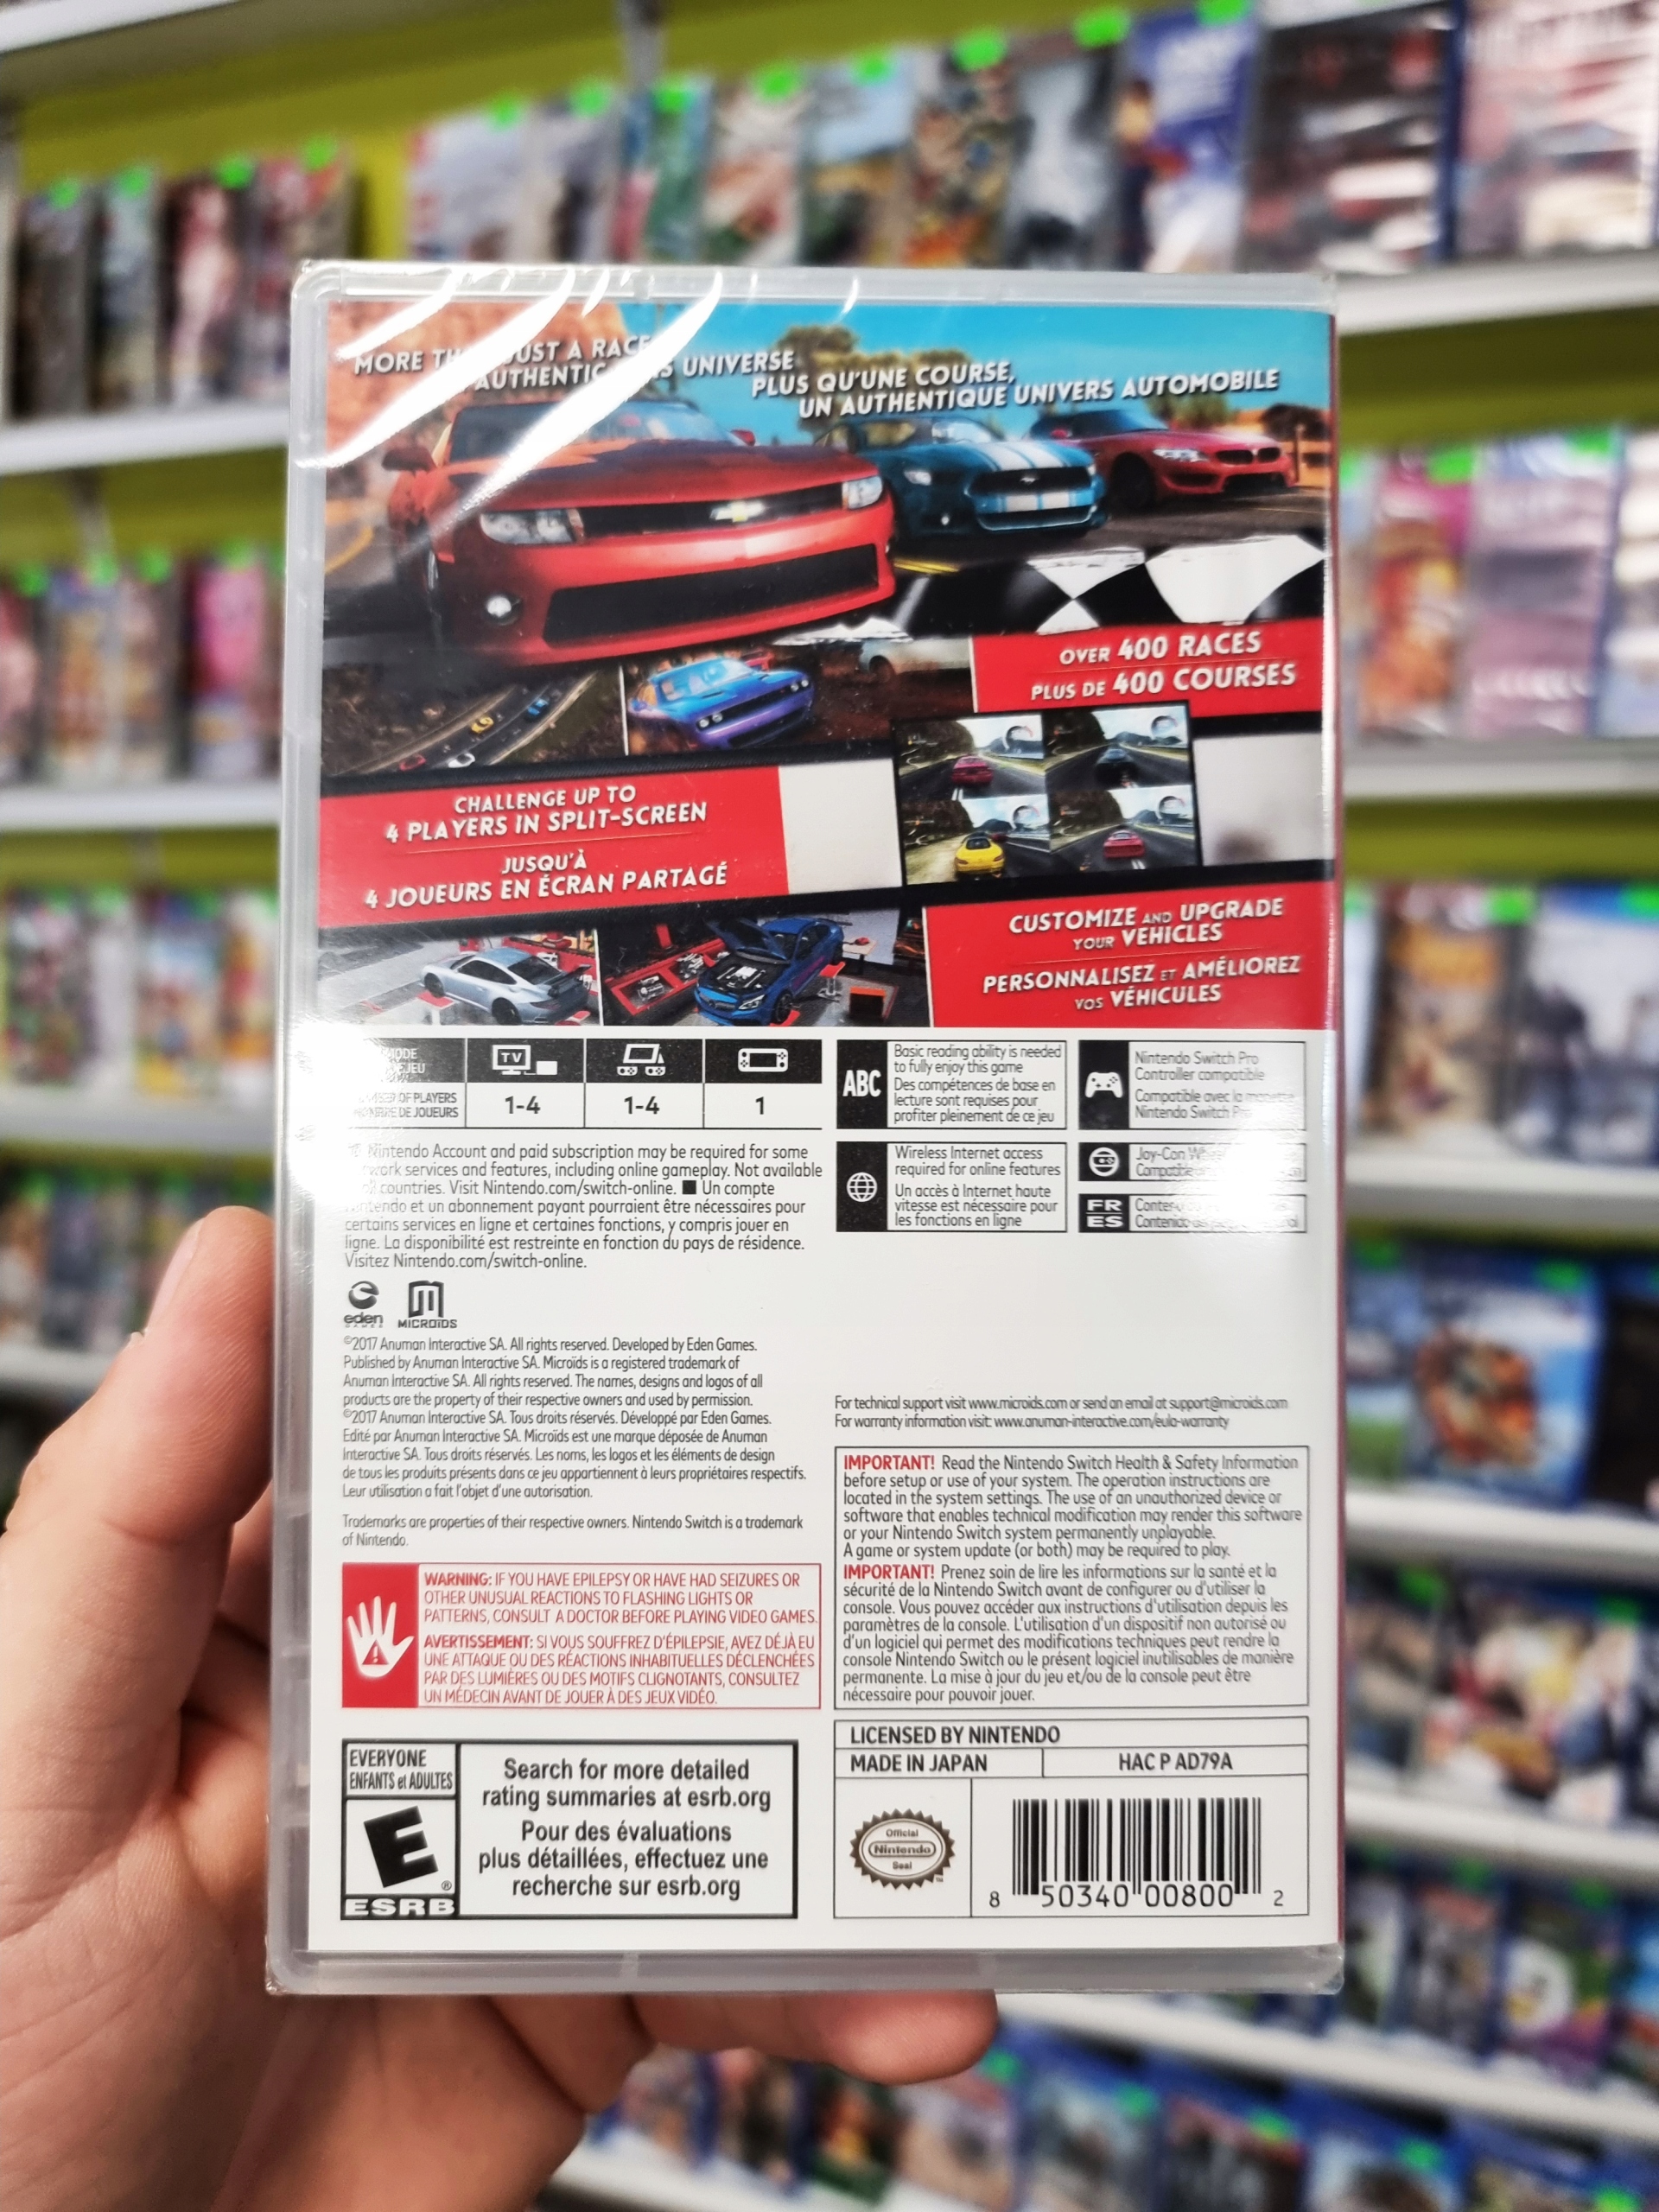 MORE JUST A RACE
AUTHENTIC UNIVERSE
PLUS QU'UNE COURSE,
UN AUTHENTIQUE UNIVERS AUTOMOBILE
OVER 400 RACES
PLUS DE 400 COURSES
CHALLENGE UP TO
4 PLAYERS IN SPLIT-SCREEN
JUSQU'À
4 JOUEURS EN ÉCRAN PARTAGÉ
CUSTOMIZE AND UPGRADE
YOUR VEHICLES
PERSONNALISEZ ET AMÉLIOREZ
VOS VÉHICULES
TV
OF PLAYERS
DE JOUEURS
1-4
1-4
1
ABC
Basic reading ability is needed
to fully enjoy this game
Des compétences de base en
lecture sont requises pour
profiter pleinement de ce jeu
Nintendo Switch Pro
Controller compatible
Compatible avec la manette
Nintendo Switch Pro
Wireless Internet access
required for online features
Un accès à Internet haute
vitesse est nécessaire pour
les fonctions en ligne
Joy-Con
Compatible
FR
ES
Nintendo Account and paid subscription may be required for some
services and features, including online gameplay. Not available
countries. Visit Nintendo.com/switch-online. ■ Un compte
Nintendo et un abonnement payant pourraient être nécessaires pour
certains services en ligne et certaines fonctions, y compris jouer en
ligne. La disponibilité est restreinte en fonction du pays de résidence.
Visitez Nintendo.com/switch-online.
eden
GAMES
MICROÏDS
©2017 Anuman Interactive SA. All rights reserved. Developed by Eden Games.
Published by Anuman Interactive SA. Microïds is a registered trademark of
Anuman Interactive SA. All rights reserved. The names, designs and logos of all
products are the property of their respective owners and used by permission.
©2017 Anuman Interactive SA. Tous droits réservés. Développé par Eden Games.
Edité par Anuman Interactive SA. Microïds est une marque déposée de Anuman
Interactive SA. Tous droits réservés. Les noms, les logos et les éléments de design
de tous les produits présents dans ce jeu appartiennent à leurs propriétaires respectifs.
Leur utilisation a fait l'objet d'une autorisation.
Trademarks are properties of their respective owners. Nintendo Switch is a trademark
of Nintendo.
For technical support visit www.microids.com or send an email at support@microids.com
For warranty information visit: www.anuman-interactive.com/eula-warranty
IMPORTANT! Read the Nintendo Switch Health & Safety Information
before setup or use of your system. The operation instructions are
located in the system settings. The use of an unauthorized device or
software that enables technical modification may render this software
or your Nintendo Switch system permanently unplayable.
A game or system update (or both) may be required to play.
IMPORTANT! Prenez soin de lire les informations sur la santé et la
sécurité de la Nintendo Switch avant de configurer ou d'utiliser la
console. Vous pouvez accéder aux instructions d'utilisation depuis les
paramètres de la console. L'utilisation d'un dispositif non autorisé ou
d'un logiciel qui permet des modifications techniques peut rendre la
console Nintendo Switch ou le présent logiciel inutilisables de manière
permanente. La mise à jour du jeu et/ou de la console peut être
nécessaire pour pouvoir jouer.
WARNING: IF YOU HAVE EPILEPSY OR HAVE HAD SEIZURES OR
OTHER UNUSUAL REACTIONS TO FLASHING LIGHTS OR
PATTERNS, CONSULT A DOCTOR BEFORE PLAYING VIDEO GAMES.
AVERTISSEMENT: SI VOUS SOUFFREZ D'ÉPILEPSIE, AVEZ DÉJÀ EU
UNE ATTAQUE OU DES RÉACTIONS INHABITUELLES DÉCLENCHÉES
PAR DES LUMIÈRES OU DES MOTIFS CLIGNOTANTS, CONSULTEZ
UN MÉDECIN AVANT DE JOUER À DES JEUX VIDÉO.
EVERYONE
ENFANTS et ADULTES
E
ESRB
Search for more detailed
rating summaries at esrb.org
Pour des évaluations
plus détaillées, effectuez une
recherche sur esrb.org
LICENSED BY NINTENDO
MADE IN JAPAN
HAC P AD79A
Official
Nintendo
Seal
8 50340 00800 2